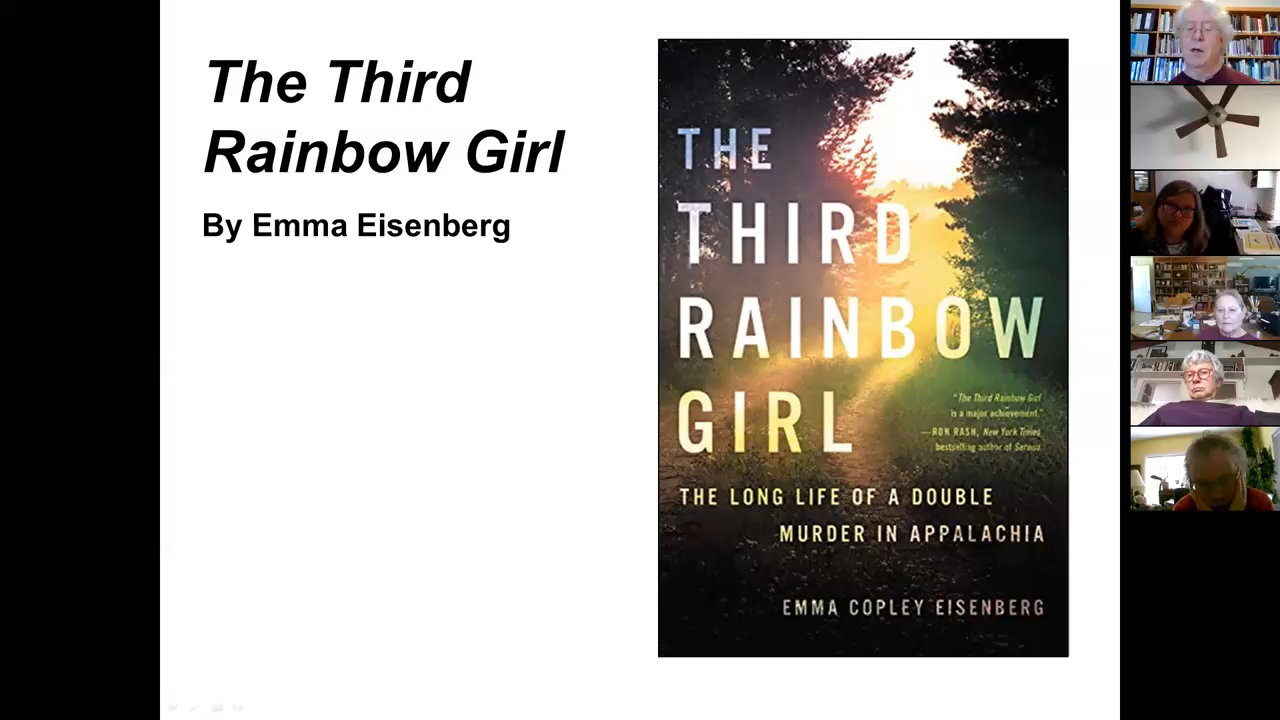 The Third
Rainbow Girl
By Emma Eisenberg
THE
THIRD
RAINBOW
GIRL
"The Third Rainbow Girl
is a major achievement."
—RON RASH, New York Times
bestselling author of Serena
THE LONG LIFE OF A DOUBLE
MURDER IN APPALACHIA
EMMA COPLEY EISENBERG